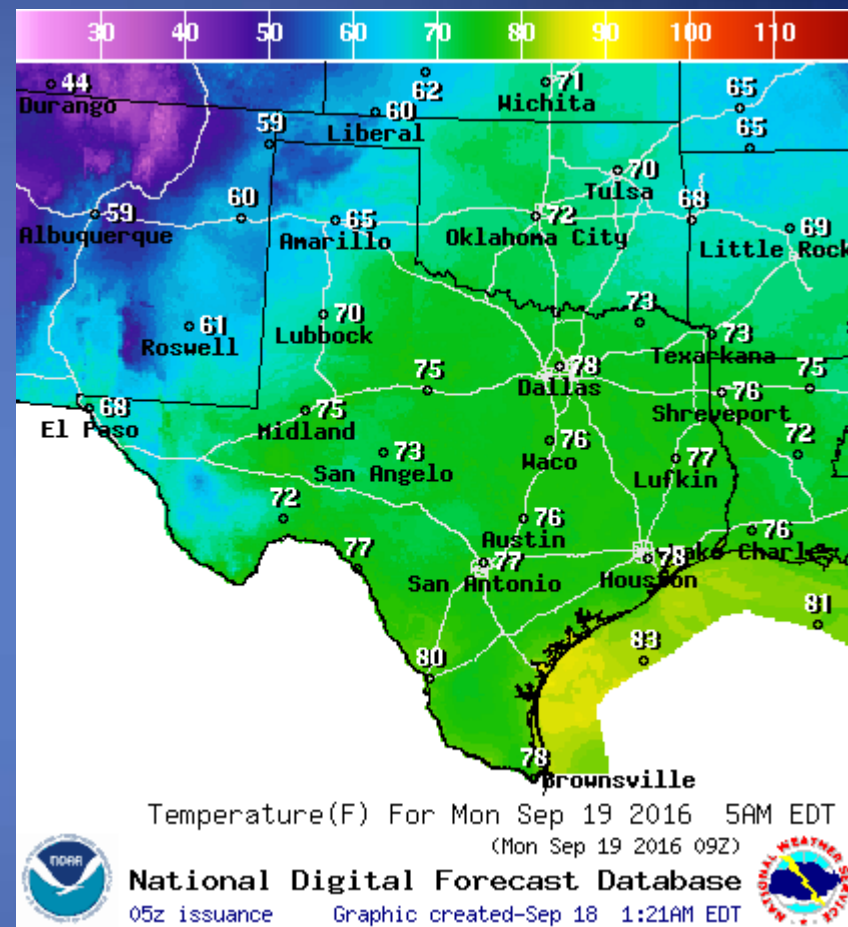 30 40 50 60 70 80 90 100 110
44
Durango
62
71
Wichita
60
Liberal
65
59
65
70
Tulsa
59
Albuquerque
60
65
Amarillo
72
Oklahoma City
68
69
Little Rock
61
Roswell
70
Lubbock
73
73
Texarkana
78
Dallas
75
76
Shreveport
75
68
El Paso
75
Midland
73
San Angelo
76
Waco
77
Lufkin
72
72
76
Austin
76
Lake Charles
77
77
San Antonio
78
Houston
81
83
80
78
Brownsville
Temperature(F) For Mon Sep 19 2016 5AM EDT
(Mon Sep 19 2016 09Z)
NOAA
National Digital Forecast Database
05z issuance Graphic created-Sep 18 1:21AM EDT
NATIONAL WEATHER SERVICE